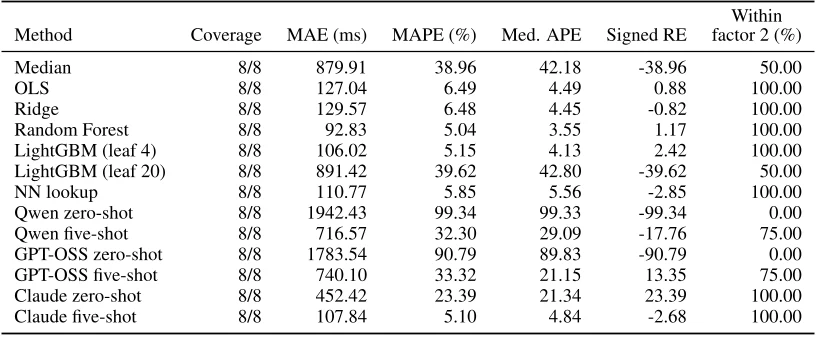 Within
Method Coverage MAE (ms) MAPE (%) Med. APE Signed RE factor 2 (%)
Median 8/8 879.91 38.96 42.18 -38.96 50.00
OLS 8/8 127.04 6.49 4.49 0.88 100.00
Ridge 8/8 129.57 6.48 4.45 -0.82 100.00
Random Forest 8/8 92.83 5.04 3.55 1.17 100.00
LightGBM (leaf 4) 8/8 106.02 5.15 4.13 2.42 100.00
LightGBM (leaf 20) 8/8 891.42 39.62 42.80 -39.62 50.00
NN lookup 8/8 110.77 5.85 5.56 -2.85 100.00
Qwen zero-shot 8/8 1942.43 99.34 99.33 -99.34 0.00
Qwen five-shot 8/8 716.57 32.30 29.09 -17.76 75.00
GPT-OSS zero-shot 8/8 1783.54 90.79 89.83 -90.79 0.00
GPT-OSS five-shot 8/8 740.10 33.32 21.15 13.35 75.00
Claude zero-shot 8/8 452.42 23.39 21.34 23.39 100.00
Claude five-shot 8/8 107.84 5.10 4.84 -2.68 100.00